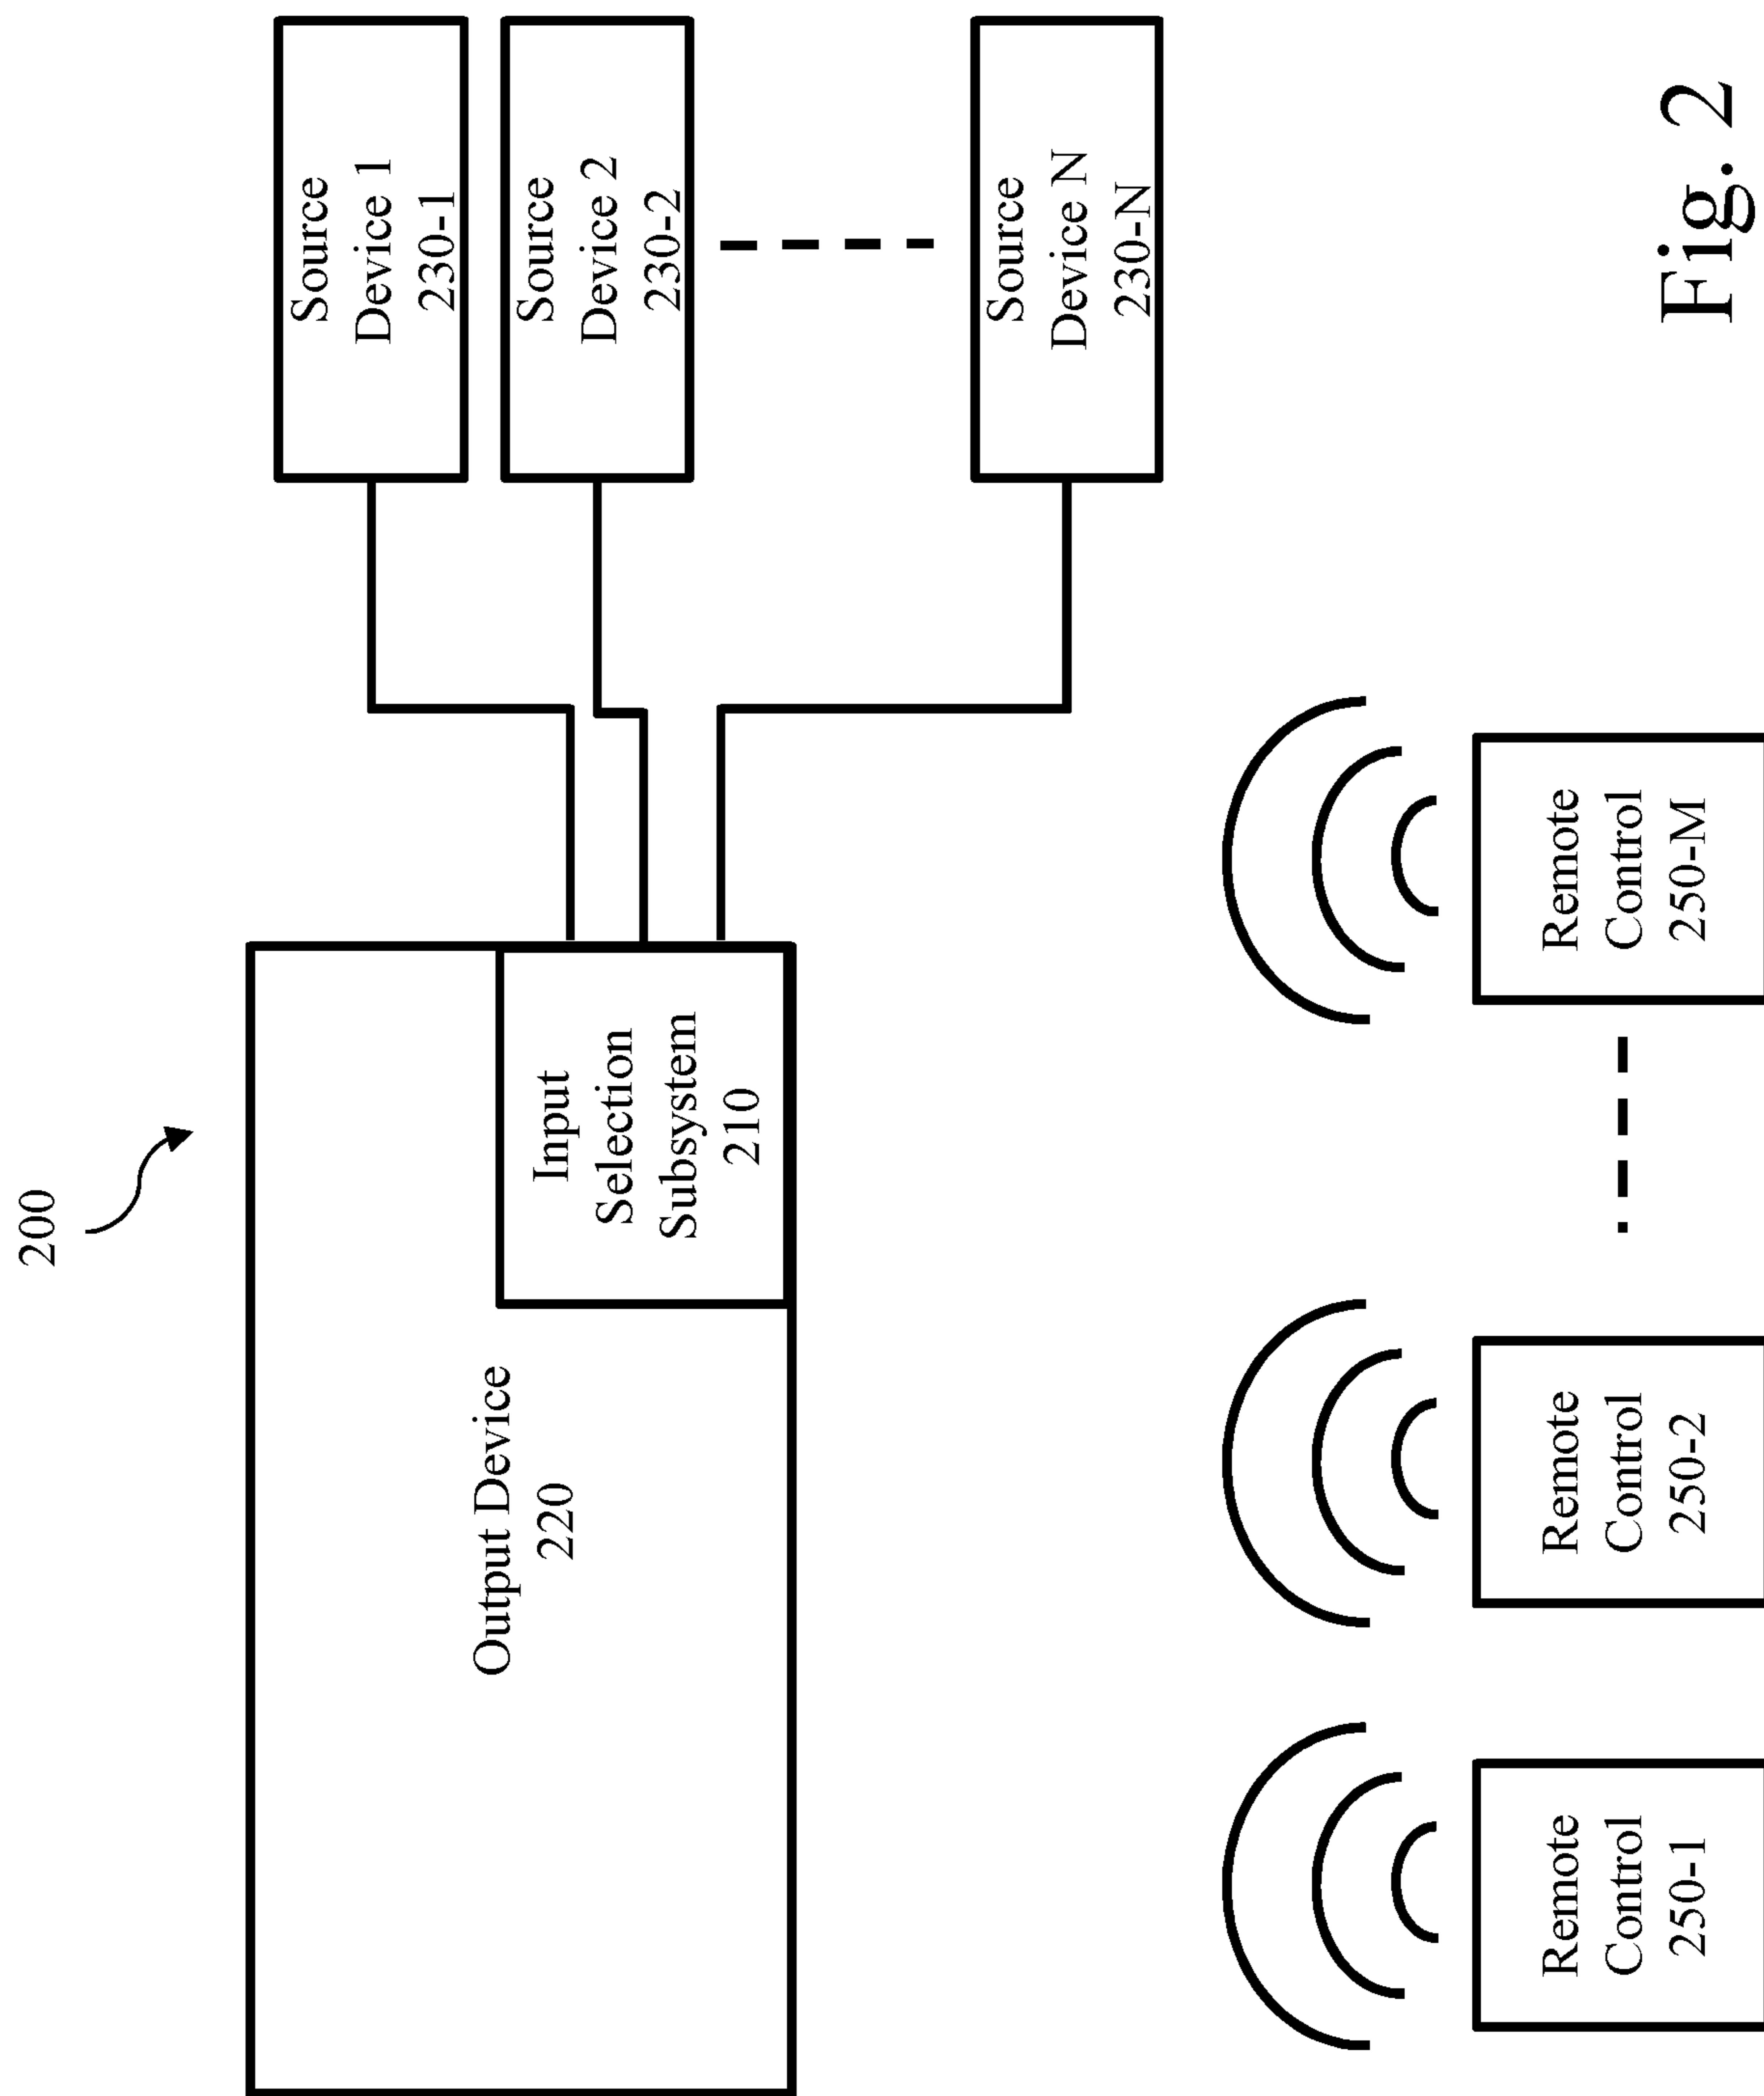 200
Output Device
220
Input
Selection
Subsystem
210
Source
Device 1
230-1
Source
Device 2
230-2
Source
Device N
230-N
Remote
Control
250-1
Remote
Control
250-2
Remote
Control
250-M
Fig. 2